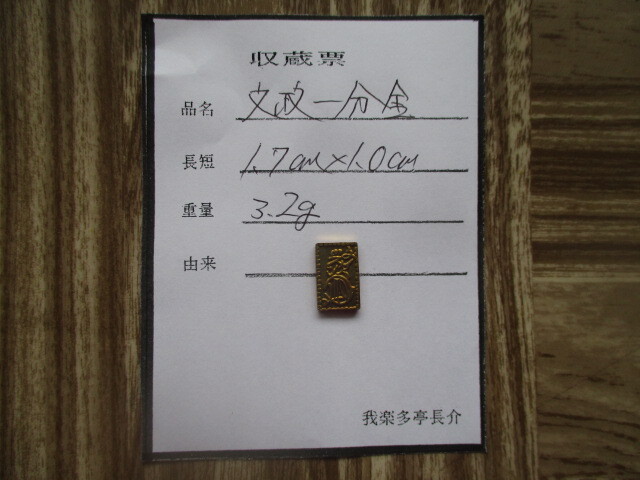 収蔵票
品名 文政一分金
長短 1.7cm×1.0cm
重量 3.2g
由来
我楽多亭長介